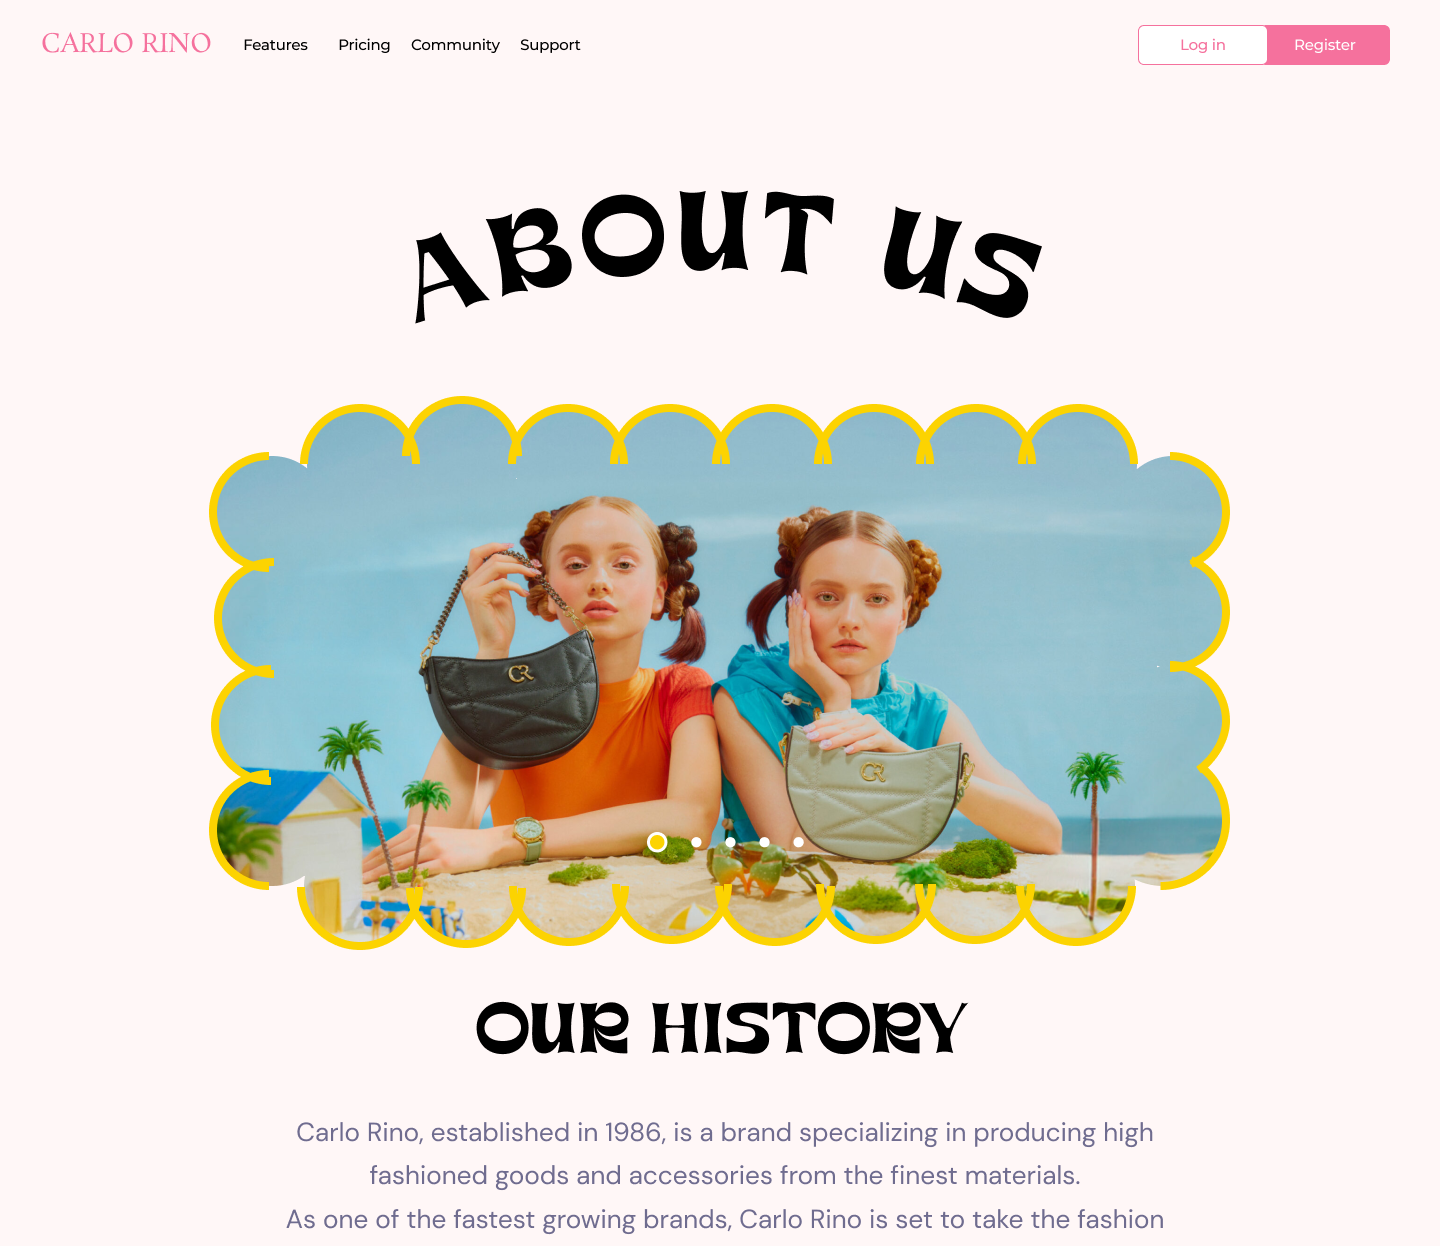 CARLO RINO
Features Pricing Community Support
Log in Register
ABOUT US
CR
CR
OUR HISTORY
Carlo Rino, established in 1986, is a brand specializing in producing high
fashioned goods and accessories from the finest materials.
As one of the fastest growing brands, Carlo Rino is set to take the fashion